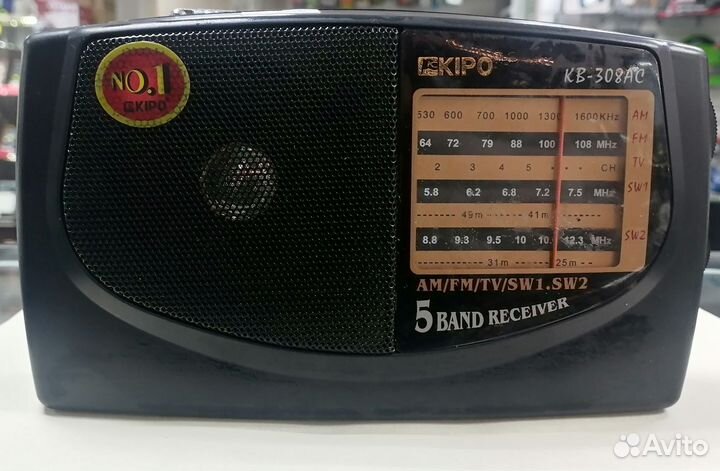 NO.1
KIPO
KIPO
KB-308AC
530 600 700 1000 1300 1600KHz AM
64 72 79 88 100 108 MHz FM
2 3 4 5 - - - CH TV
5.8 6.2 6.8 7.2 7.5 MHz SW1
49m 41m
8.8 9.3 9.5 10 12.3 MHz SW2
31m 25m
AM/FM/TV/SW1.SW2
5 BAND RECEIVER
Avito